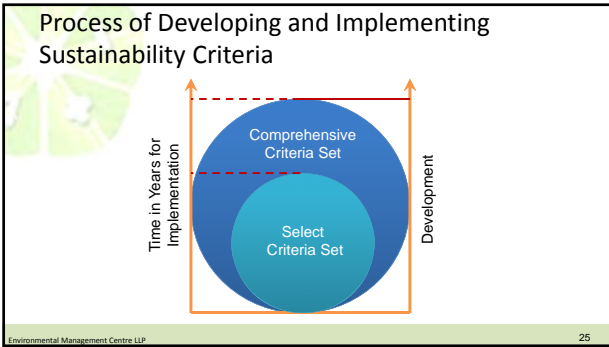 Process of Developing and Implementing
Sustainability Criteria
Time in Years for
Implementation
Comprehensive
Criteria Set
Select
Criteria Set
Development
Environmental Management Centre LLP
25